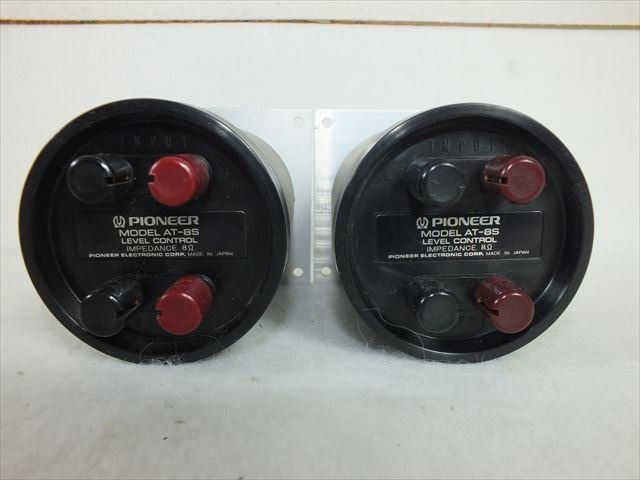 INPUT
PIONEER
MODEL AT-8S
LEVEL CONTROL
IMPEDANCE 8Ω
PIONEER ELECTRONIC CORP. MADE IN JAPAN
INPUT
PIONEER
MODEL AT-8S
LEVEL CONTROL
IMPEDANCE 8Ω
PIONEER ELECTRONIC CORP. MADE IN JAPAN